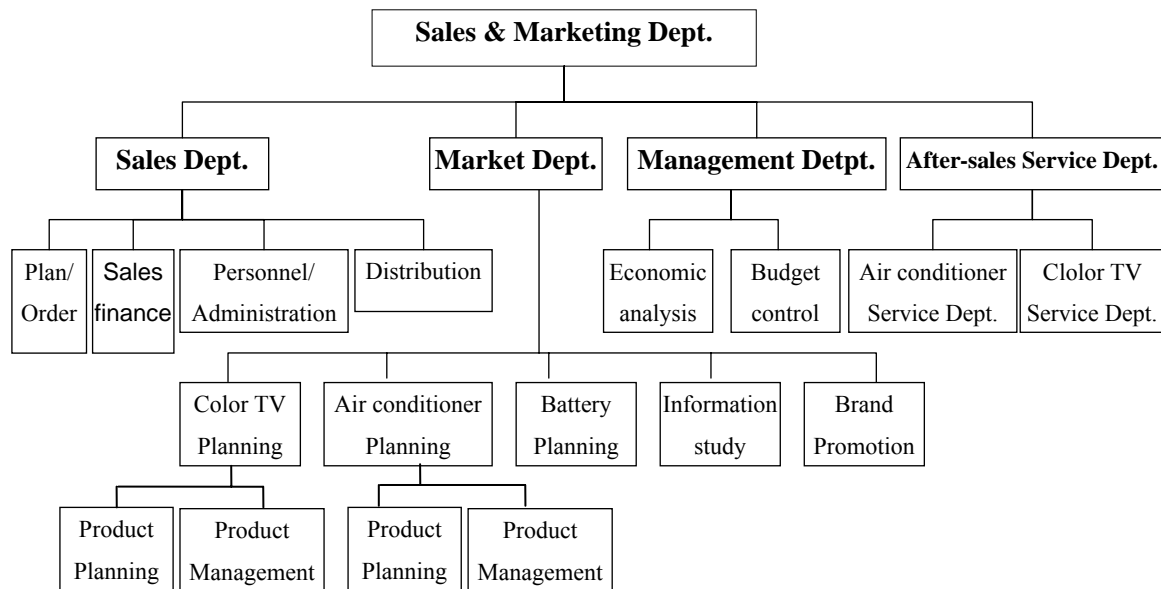 Sales & Marketing Dept.
Sales Dept.
Market Dept.
Management Detpt.
After-sales Service Dept.
Plan/
Order
Sales
finance
Personnel/
Administration
Distribution
Economic
analysis
Budget
control
Air conditioner
Service Dept.
Clolor TV
Service Dept.
Color TV
Planning
Air conditioner
Planning
Battery
Planning
Information
study
Brand
Promotion
Product
Planning
Product
Management
Product
Planning
Product
Management